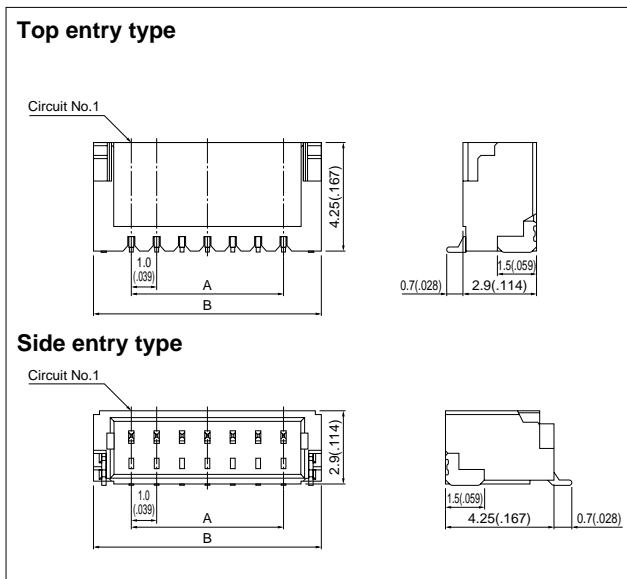 Top entry type
Circuit No.1
4.25(.167)
1.0
(.039)
A
B
1.5(.059)
0.7(.028)
2.9(.114)
Side entry type
Circuit No.1
2.9(.114)
1.0
(.039)
A
B
1.5(.059)
4.25(.167)
0.7(.028)